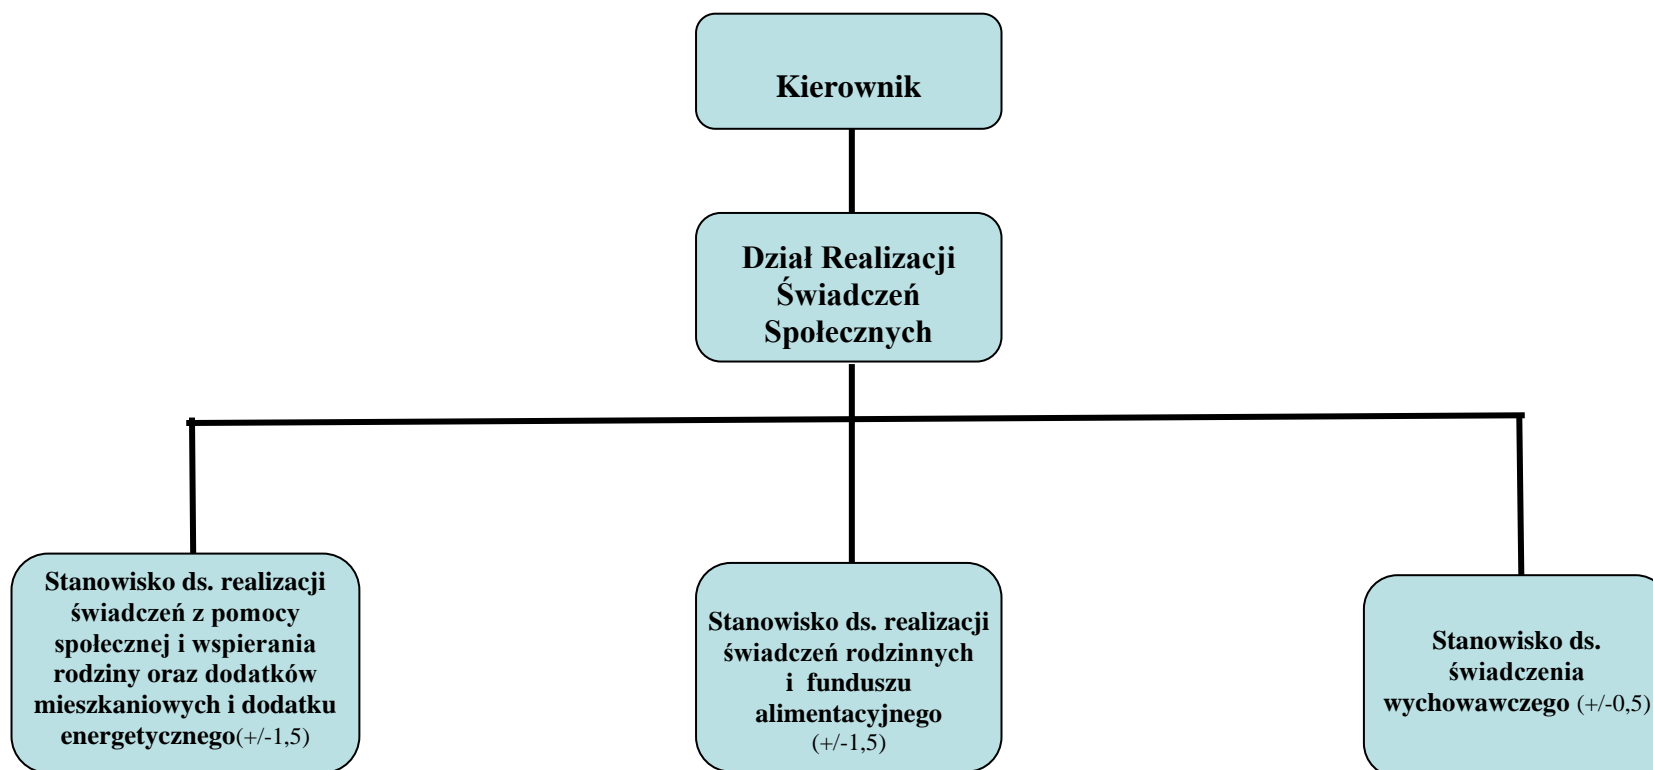 Kierownik
Dział Realizacji
Świadczeń
Społecznych
Stanowisko ds. realizacji
świadczeń z pomocy
społecznej i wspierania
rodziny oraz dodatków
mieszkaniowych i dodatku
energetycznego(+/-1,5)
Stanowisko ds. realizacji
świadczeń rodzinnych
i funduszu
alimentacyjnego
(+/-1,5)
Stanowisko ds.
świadczenia
wychowawczego (+/-0,5)